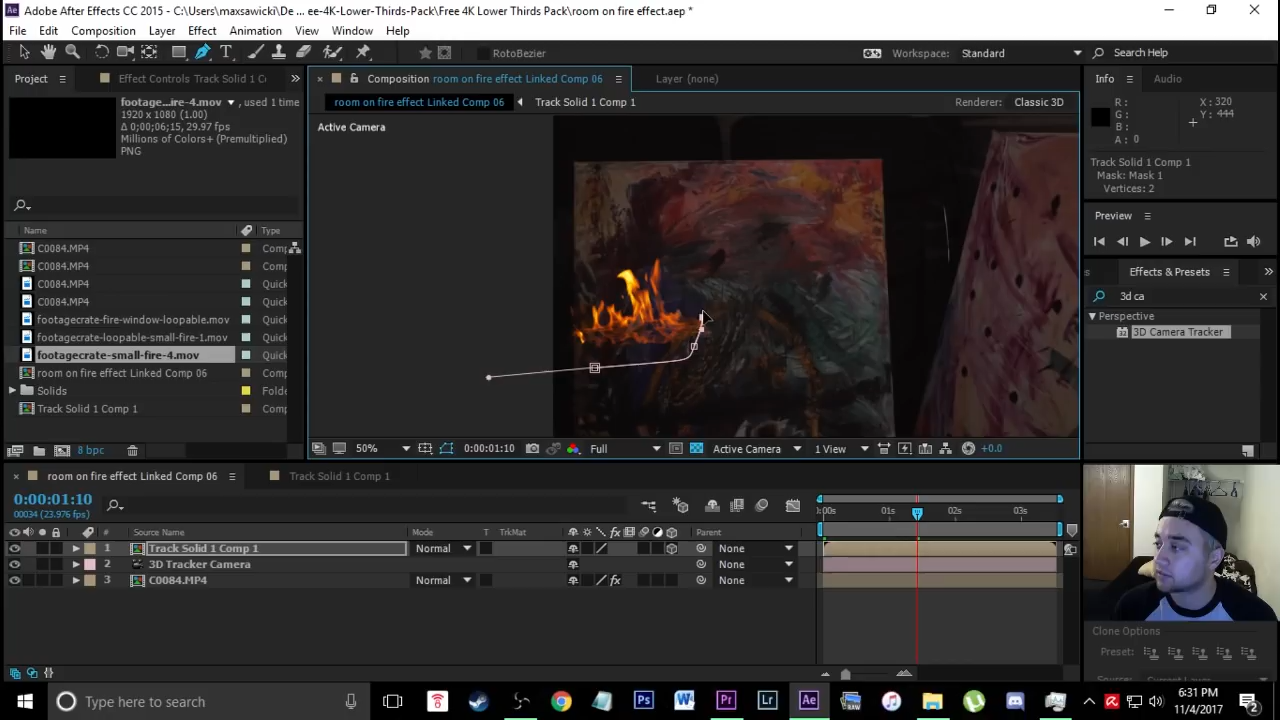 Adobe After Effects CC 2015 - C:\Users\maxsawicki\De ... ee-4K-Lower-Thirds-Pack\Free 4K Lower Thirds Pack\room on fire effect.aep *
File Edit Composition Layer Effect Animation View Window Help
RotoBezier
Workspace: Standard
Search Help
Project
Effect Controls Track Solid 1 C
Composition room on fire effect Linked Comp 06
Layer (none)
Info
Audio
footage...ire-4.mov ▼, used 1 time
1920 x 1080 (1.00)
Δ 0;00;06;15, 29.97 fps
Millions of Colors+ (Premultiplied)
PNG
room on fire effect Linked Comp 06
Track Solid 1 Comp 1
Renderer: Classic 3D
Active Camera
R :
G :
B :
A : 0
X : 320
Y : 444
Track Solid 1 Comp 1
Mask: Mask 1
Vertices: 2
Preview
Name
Type
C0084.MP4 Comp
C0084.MP4 Comp
C0084.MP4 Quick
C0084.MP4 Quick
footagecrate-fire-window-loopable.mov Quick
footagecrate-loopable-small-fire-1.mov Quick
footagecrate-small-fire-4.mov Quick
room on fire effect Linked Comp 06 Comp
Solids Folde
Track Solid 1 Comp 1 Comp
Effects & Presets
3d ca
Perspective
3D Camera Tracker
8 bpc
50%
0:00:01:10
Full
Active Camera
1 View
+0.0
room on fire effect Linked Comp 06
Track Solid 1 Comp 1
0:00:01:10
00034 (23.976 fps)
:00s 01s 02s 03s
# Source Name Mode T TrkMat Parent
1 Track Solid 1 Comp 1 Normal None
2 3D Tracker Camera None
3 C0084.MP4 Normal None
Clone Options
Preset:
Type here to search
6:31 PM
11/4/2017